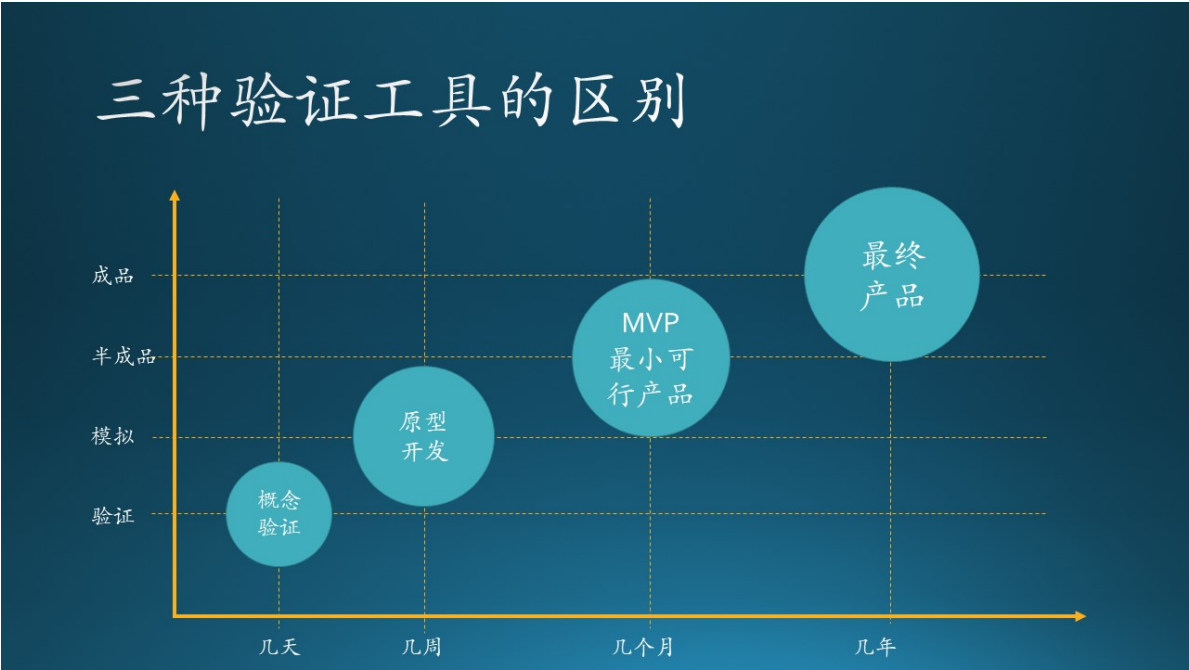 三种验证工具的区别
成品
最终
产品
半成品
MVP
最小可
行产品
模拟
原型
开发
验证
概念
验证
几天
几周
几个月
几年